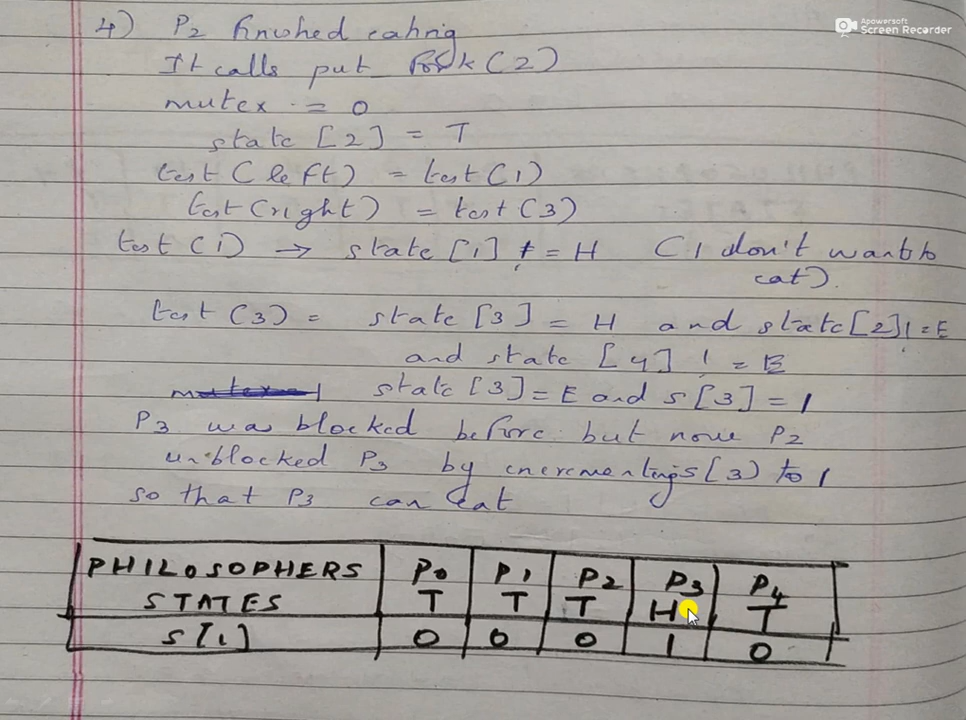 Apowersoft
Screen Recorder
4) P2 finished eating
It calls put fork (2)
mutex = 0
state [2] = T
test (left) = test (1)
test (right) = test (3)
test (1) → state [1] != H (1 don't want to
eat).
test (3) = state [3] = H and state[2] != E
and state [4] != E
state [3] = E and s[3] = 1
P3 was blocked before but now P2
unblocked P3 by incrementing s[3] to 1
so that P3 can eat
PHILOSOPHERS P0 P1 P2 P3 P4
STATES T T T H T
S[1] 0 0 0 1 0